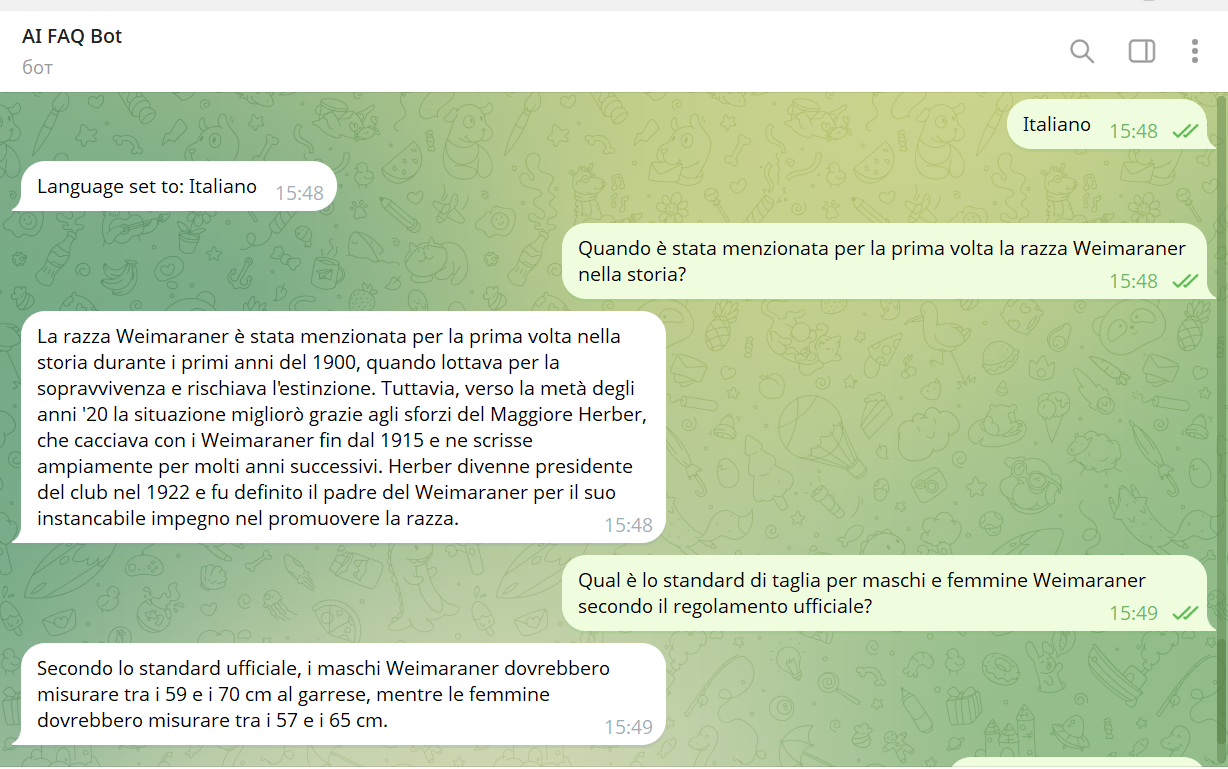 AI FAQ Bot
бот
Italiano 15:48
Language set to: Italiano 15:48
Quando è stata menzionata per la prima volta la razza Weimaraner
nella storia? 15:48
La razza Weimaraner è stata menzionata per la prima volta nella
storia durante i primi anni del 1900, quando lottava per la
sopravvivenza e rischiava l'estinzione. Tuttavia, verso la metà degli
anni '20 la situazione migliorò grazie agli sforzi del Maggiore Herber,
che cacciava con i Weimaraner fin dal 1915 e ne scrisse
ampiamente per molti anni successivi. Herber divenne presidente
del club nel 1922 e fu definito il padre del Weimaraner per il suo
instancabile impegno nel promuovere la razza. 15:48
Qual è lo standard di taglia per maschi e femmine Weimaraner
secondo il regolamento ufficiale? 15:49
Secondo lo standard ufficiale, i maschi Weimaraner dovrebbero
misurare tra i 59 e i 70 cm al garrese, mentre le femmine
dovrebbero misurare tra i 57 e i 65 cm. 15:49